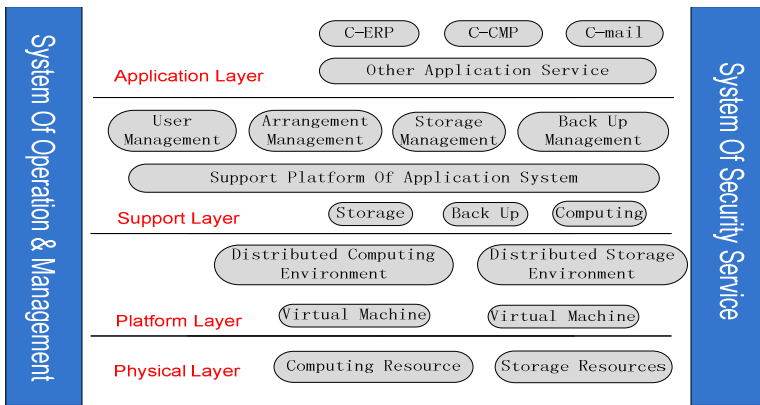 System Of Operation & Management
C-ERP
C-CMP
C-mail
Application Layer
Other Application Service
User
Management
Arrangement
Management
Storage
Management
Back Up
Management
Support Platform Of Application System
Support Layer
Storage
Back Up
Computing
Distributed Computing
Environment
Distributed Storage
Environment
Platform Layer
Virtual Machine
Virtual Machine
Physical Layer
Computing Resource
Storage Resources
System Of Security Service